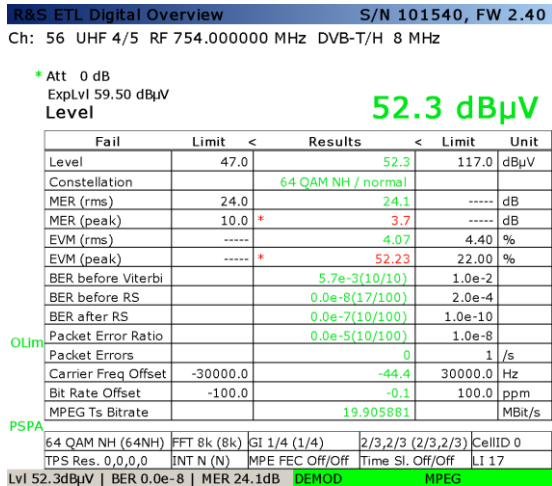 R&S ETL Digital Overview S/N 101540, FW 2.40
Ch: 56 UHF 4/5 RF 754.000000 MHz DVB-T/H 8 MHz
* Att 0 dB
ExpLvl 59.50 dBµV
Level 52.3 dBµV
Fail Limit < Results < Limit Unit
Level 47.0 52.3 117.0 dBµV
Constellation 64 QAM NH / normal
MER (rms) 24.0 24.1 ----- dB
MER (peak) 10.0 * 3.7 ----- dB
EVM (rms) ----- 4.07 4.40 %
EVM (peak) ----- * 52.23 22.00 %
BER before Viterbi 5.7e-3(10/10) 1.0e-2
BER before RS 0.0e-8(17/100) 2.0e-4
BER after RS 0.0e-7(10/100) 1.0e-10
Packet Error Ratio 0.0e-5(10/100) 1.0e-8
OLim
Packet Errors 0 1 /s
Carrier Freq Offset -30000.0 -44.4 30000.0 Hz
Bit Rate Offset -100.0 -0.1 100.0 ppm
MPEG Ts Bitrate 19.905881 MBit/s
PSPA
64 QAM NH (64NH) FFT 8k (8k) GI 1/4 (1/4) 2/3,2/3 (2/3,2/3) CellID 0
TPS Res. 0,0,0,0 INT N (N) MPE FEC Off/Off Time Sl. Off/Off LI 17
Lvl 52.3dBµV | BER 0.0e-8 | MER 24.1dB DEMOD MPEG